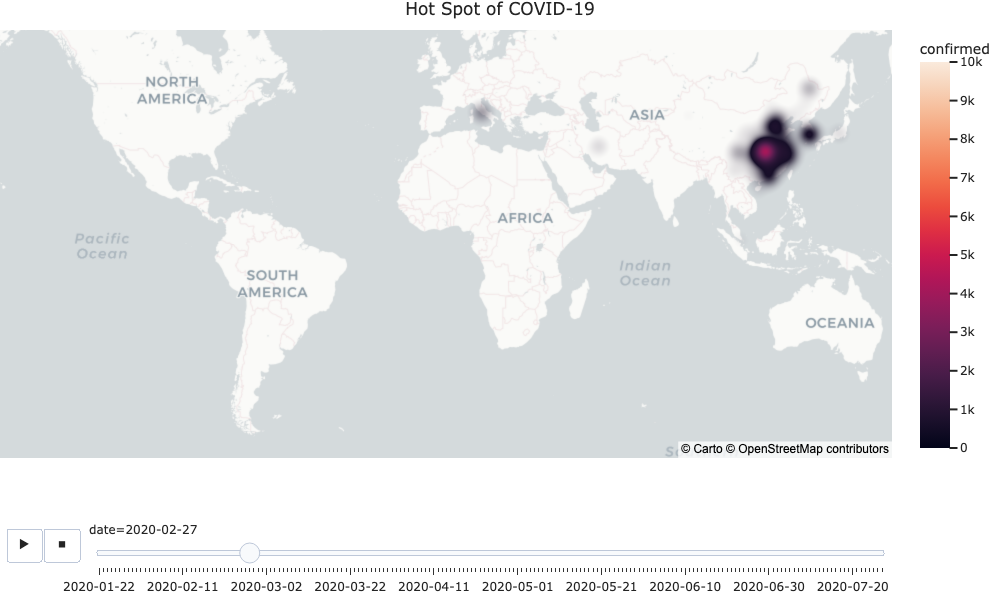 Hot Spot of COVID-19
confirmed
10k
9k
8k
7k
6k
5k
4k
3k
2k
1k
0
NORTH
AMERICA
ASIA
AFRICA
Pacific
Ocean
SOUTH
AMERICA
Indian
Ocean
OCEANIA
© Carto © OpenStreetMap contributors
date=2020-02-27
2020-01-22 2020-02-11 2020-03-02 2020-03-22 2020-04-11 2020-05-01 2020-05-21 2020-06-10 2020-06-30 2020-07-20